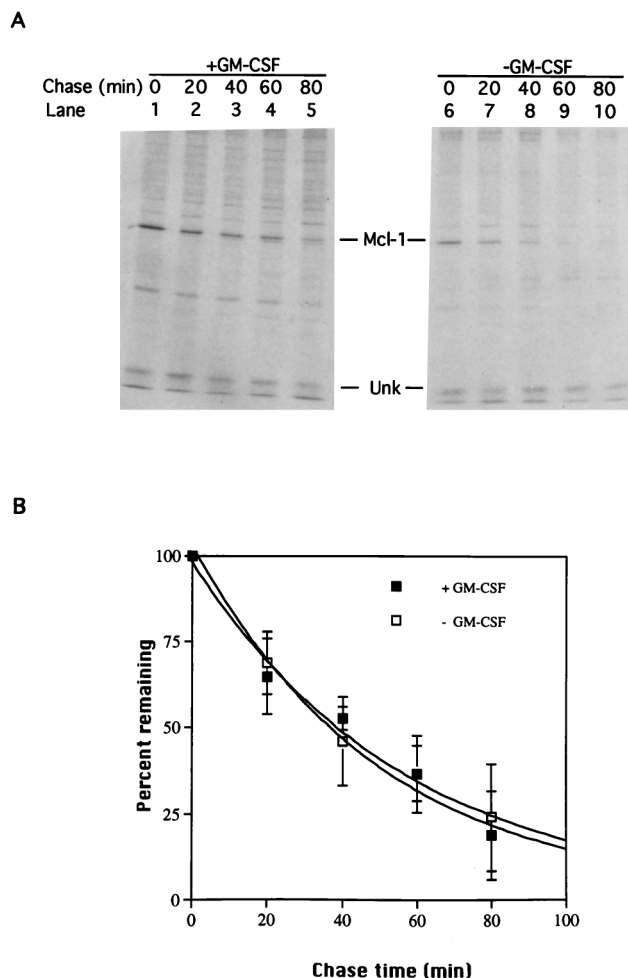 A
+GM-CSF
-GM-CSF
Chase (min) 0 20 40 60 80
0 20 40 60 80
Lane 1 2 3 4 5
6 7 8 9 10
Mcl-1
Unk
B
+ GM-CSF
- GM-CSF
Percent remaining
100
75
50
25
0
0 20 40 60 80 100
Chase time (min)